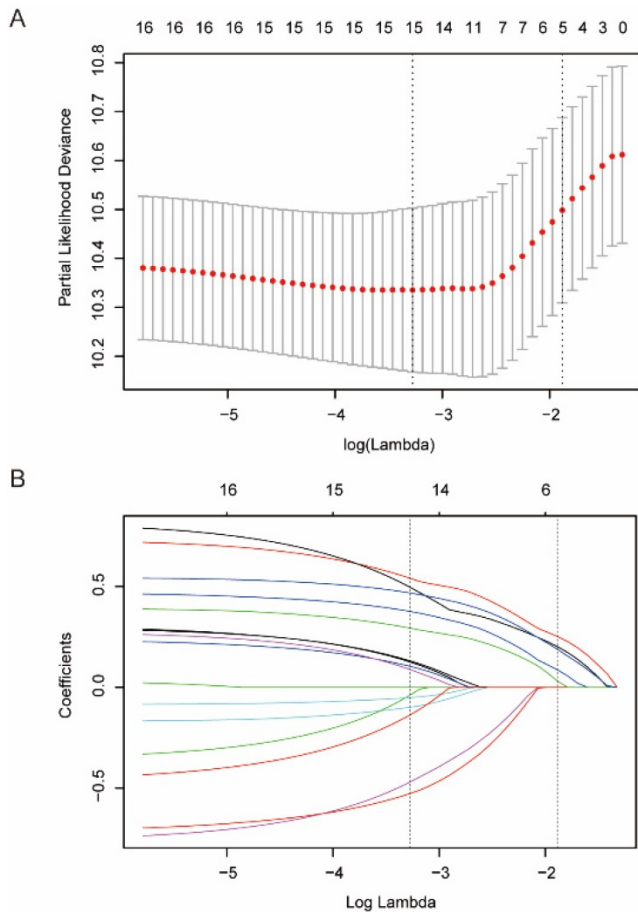 A
16 16 16 16 15 15 15 15 15 14 11 7 7 6 5 4 3 0
Partial Likelihood Deviance
10.8
10.7
10.6
10.5
10.4
10.3
10.2
−5 −4 −3 −2
log(Lambda)
B
16 15 14 6
Coefficients
0.5
0.0
−0.5
−5 −4 −3 −2
Log Lambda